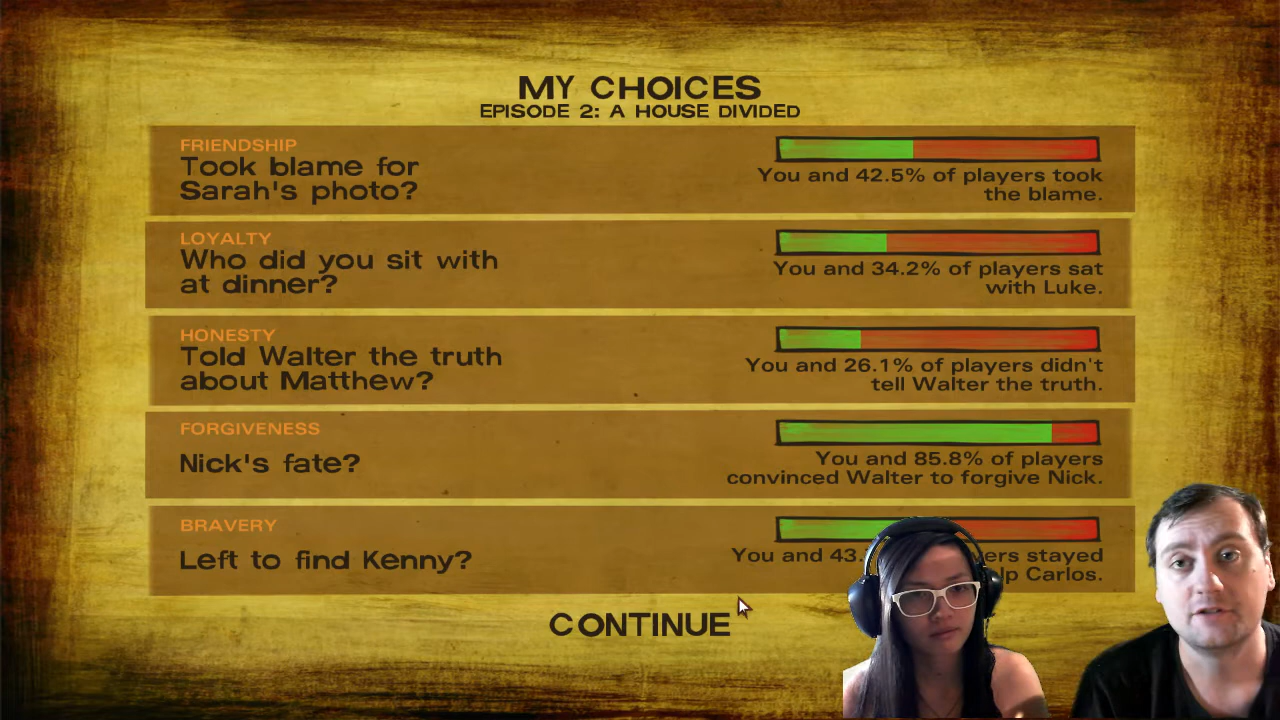 MY CHOICES
EPISODE 2: A HOUSE DIVIDED
FRIENDSHIP
Took blame for
Sarah's photo?
You and 42.5% of players took
the blame.
LOYALTY
Who did you sit with
at dinner?
You and 34.2% of players sat
with Luke.
HONESTY
Told Walter the truth
about Matthew?
You and 26.1% of players didn't
tell Walter the truth.
FORGIVENESS
Nick's fate?
You and 85.8% of players
convinced Walter to forgive Nick.
BRAVERY
Left to find Kenny?
You and stayed
Carlos.
CONTINUE